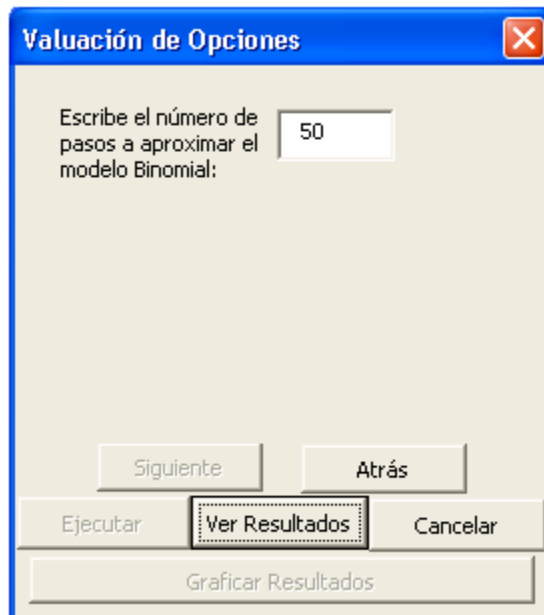 Valuación de Opciones
Escribe el número de
pasos a aproximar el
modelo Binomial:
50
Siguiente
Atrás
Ejecutar
Ver Resultados
Cancelar
Graficar Resultados